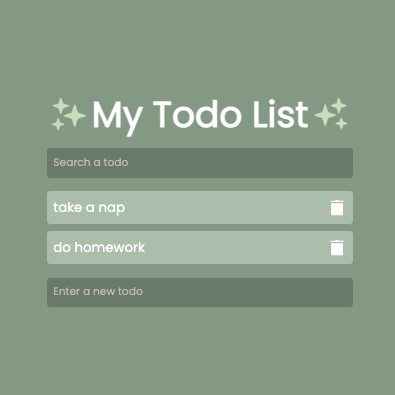 My Todo List
Search a todo
take a nap
do homework
Enter a new todo